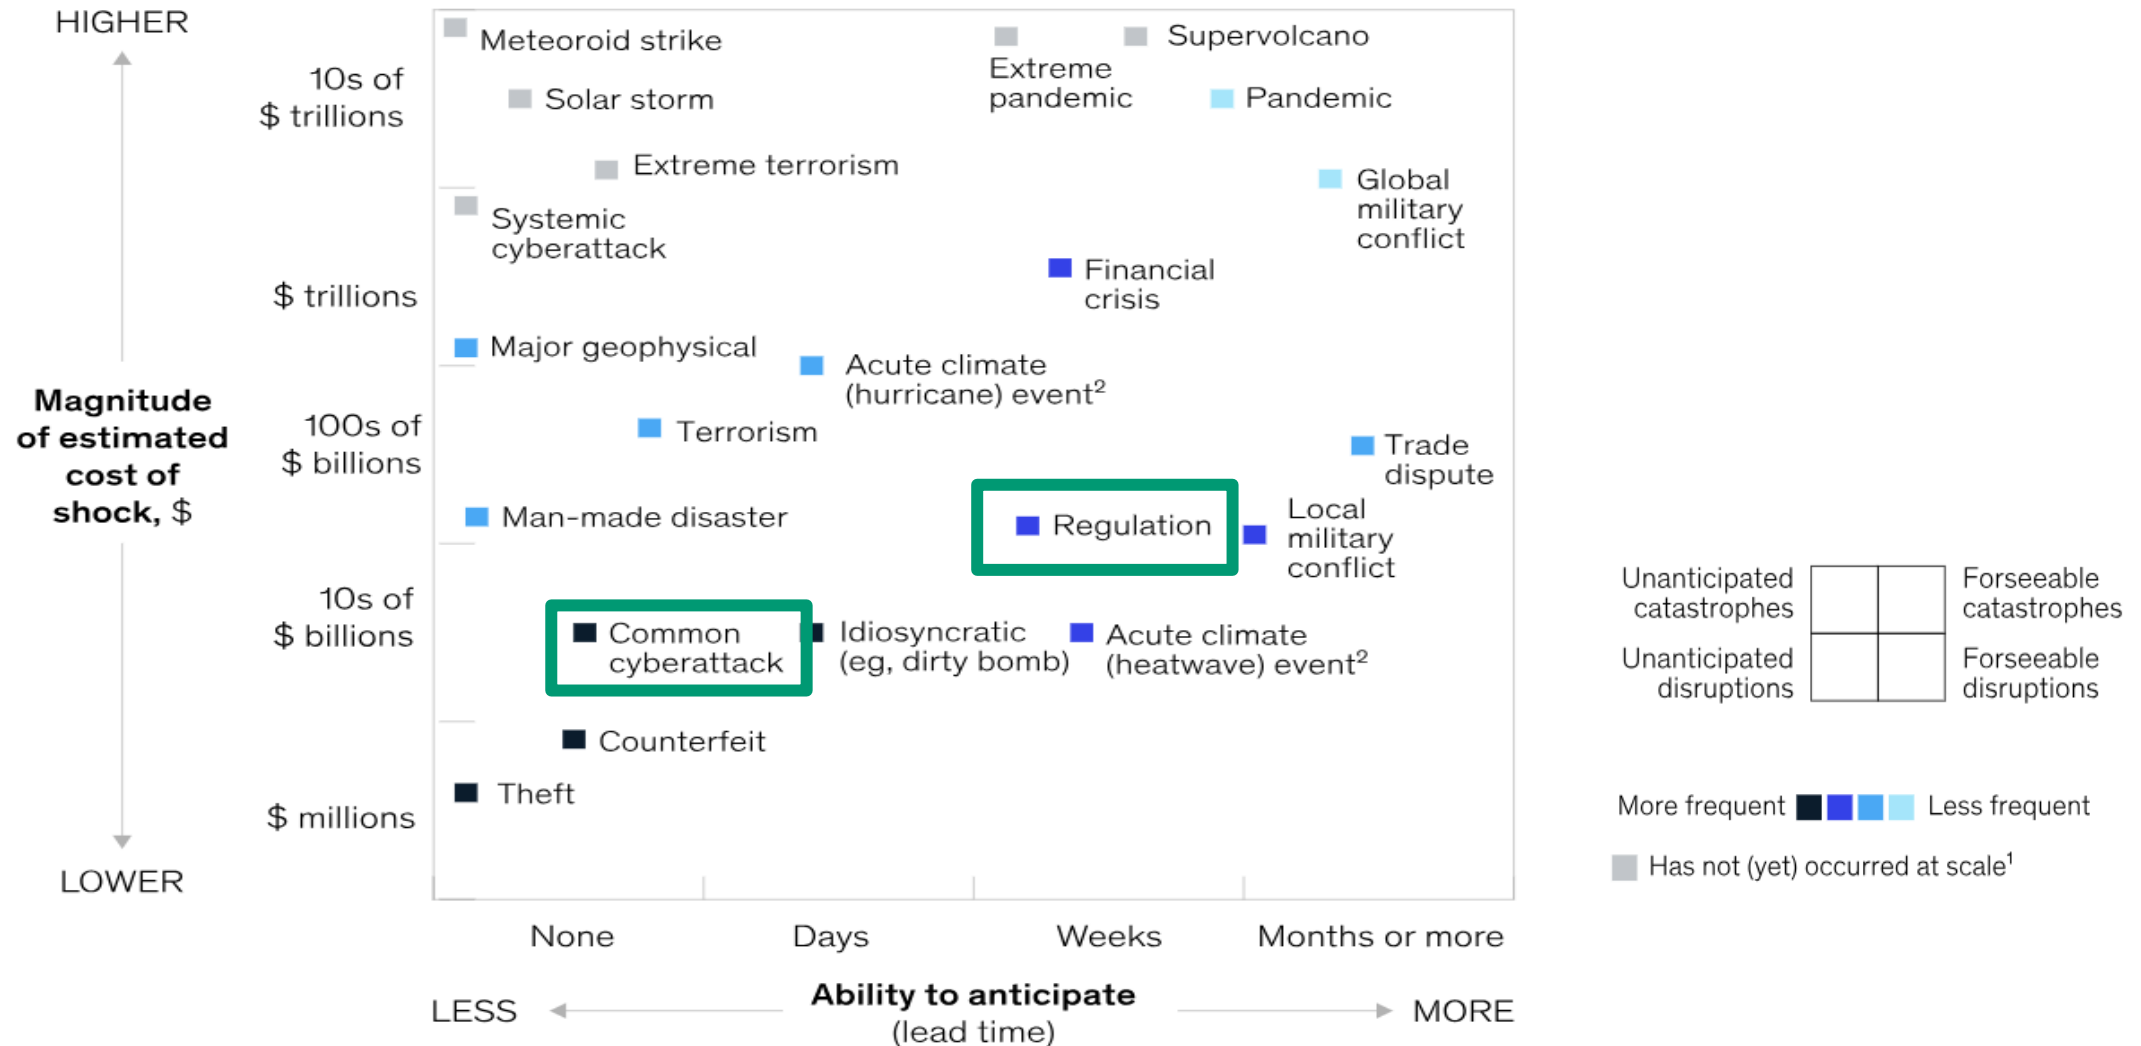 HIGHER
10s of
$ trillions
$ trillions
Magnitude
of estimated
cost of
shock, $
100s of
$ billions
10s of
$ billions
$ millions
LOWER
Meteoroid strike
Solar storm
Extreme
pandemic
Supervolcano
Pandemic
Extreme terrorism
Global
military
conflict
Systemic
cyberattack
Financial
crisis
Major geophysical
Acute climate
(hurricane) event²
Terrorism
Trade
dispute
Man-made disaster
Regulation
Local
military
conflict
Common
cyberattack
Idiosyncratic
(eg, dirty bomb)
Acute climate
(heatwave) event²
Counterfeit
Theft
None
Days
Weeks
Months or more
LESS
Ability to anticipate
(lead time)
MORE
Unanticipated
catastrophes
Forseeable
catastrophes
Unanticipated
disruptions
Forseeable
disruptions
More frequent
Less frequent
Has not (yet) occurred at scale¹